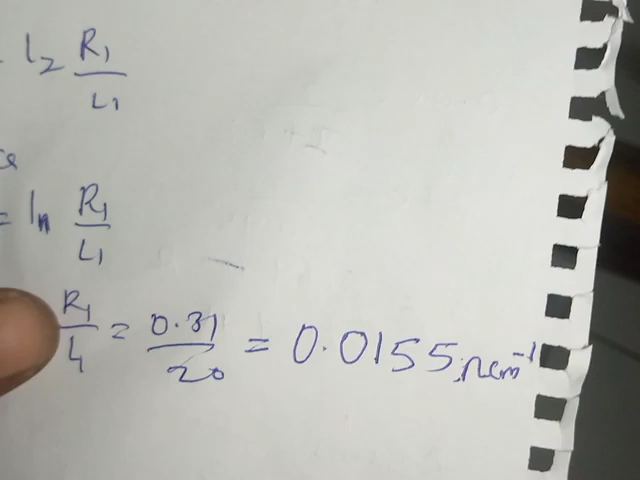 l₂ R₁/L₁
= lₙ R₁/L₁
R₁/L₁ = 0.31/20 = 0.0155 Ωcm⁻¹